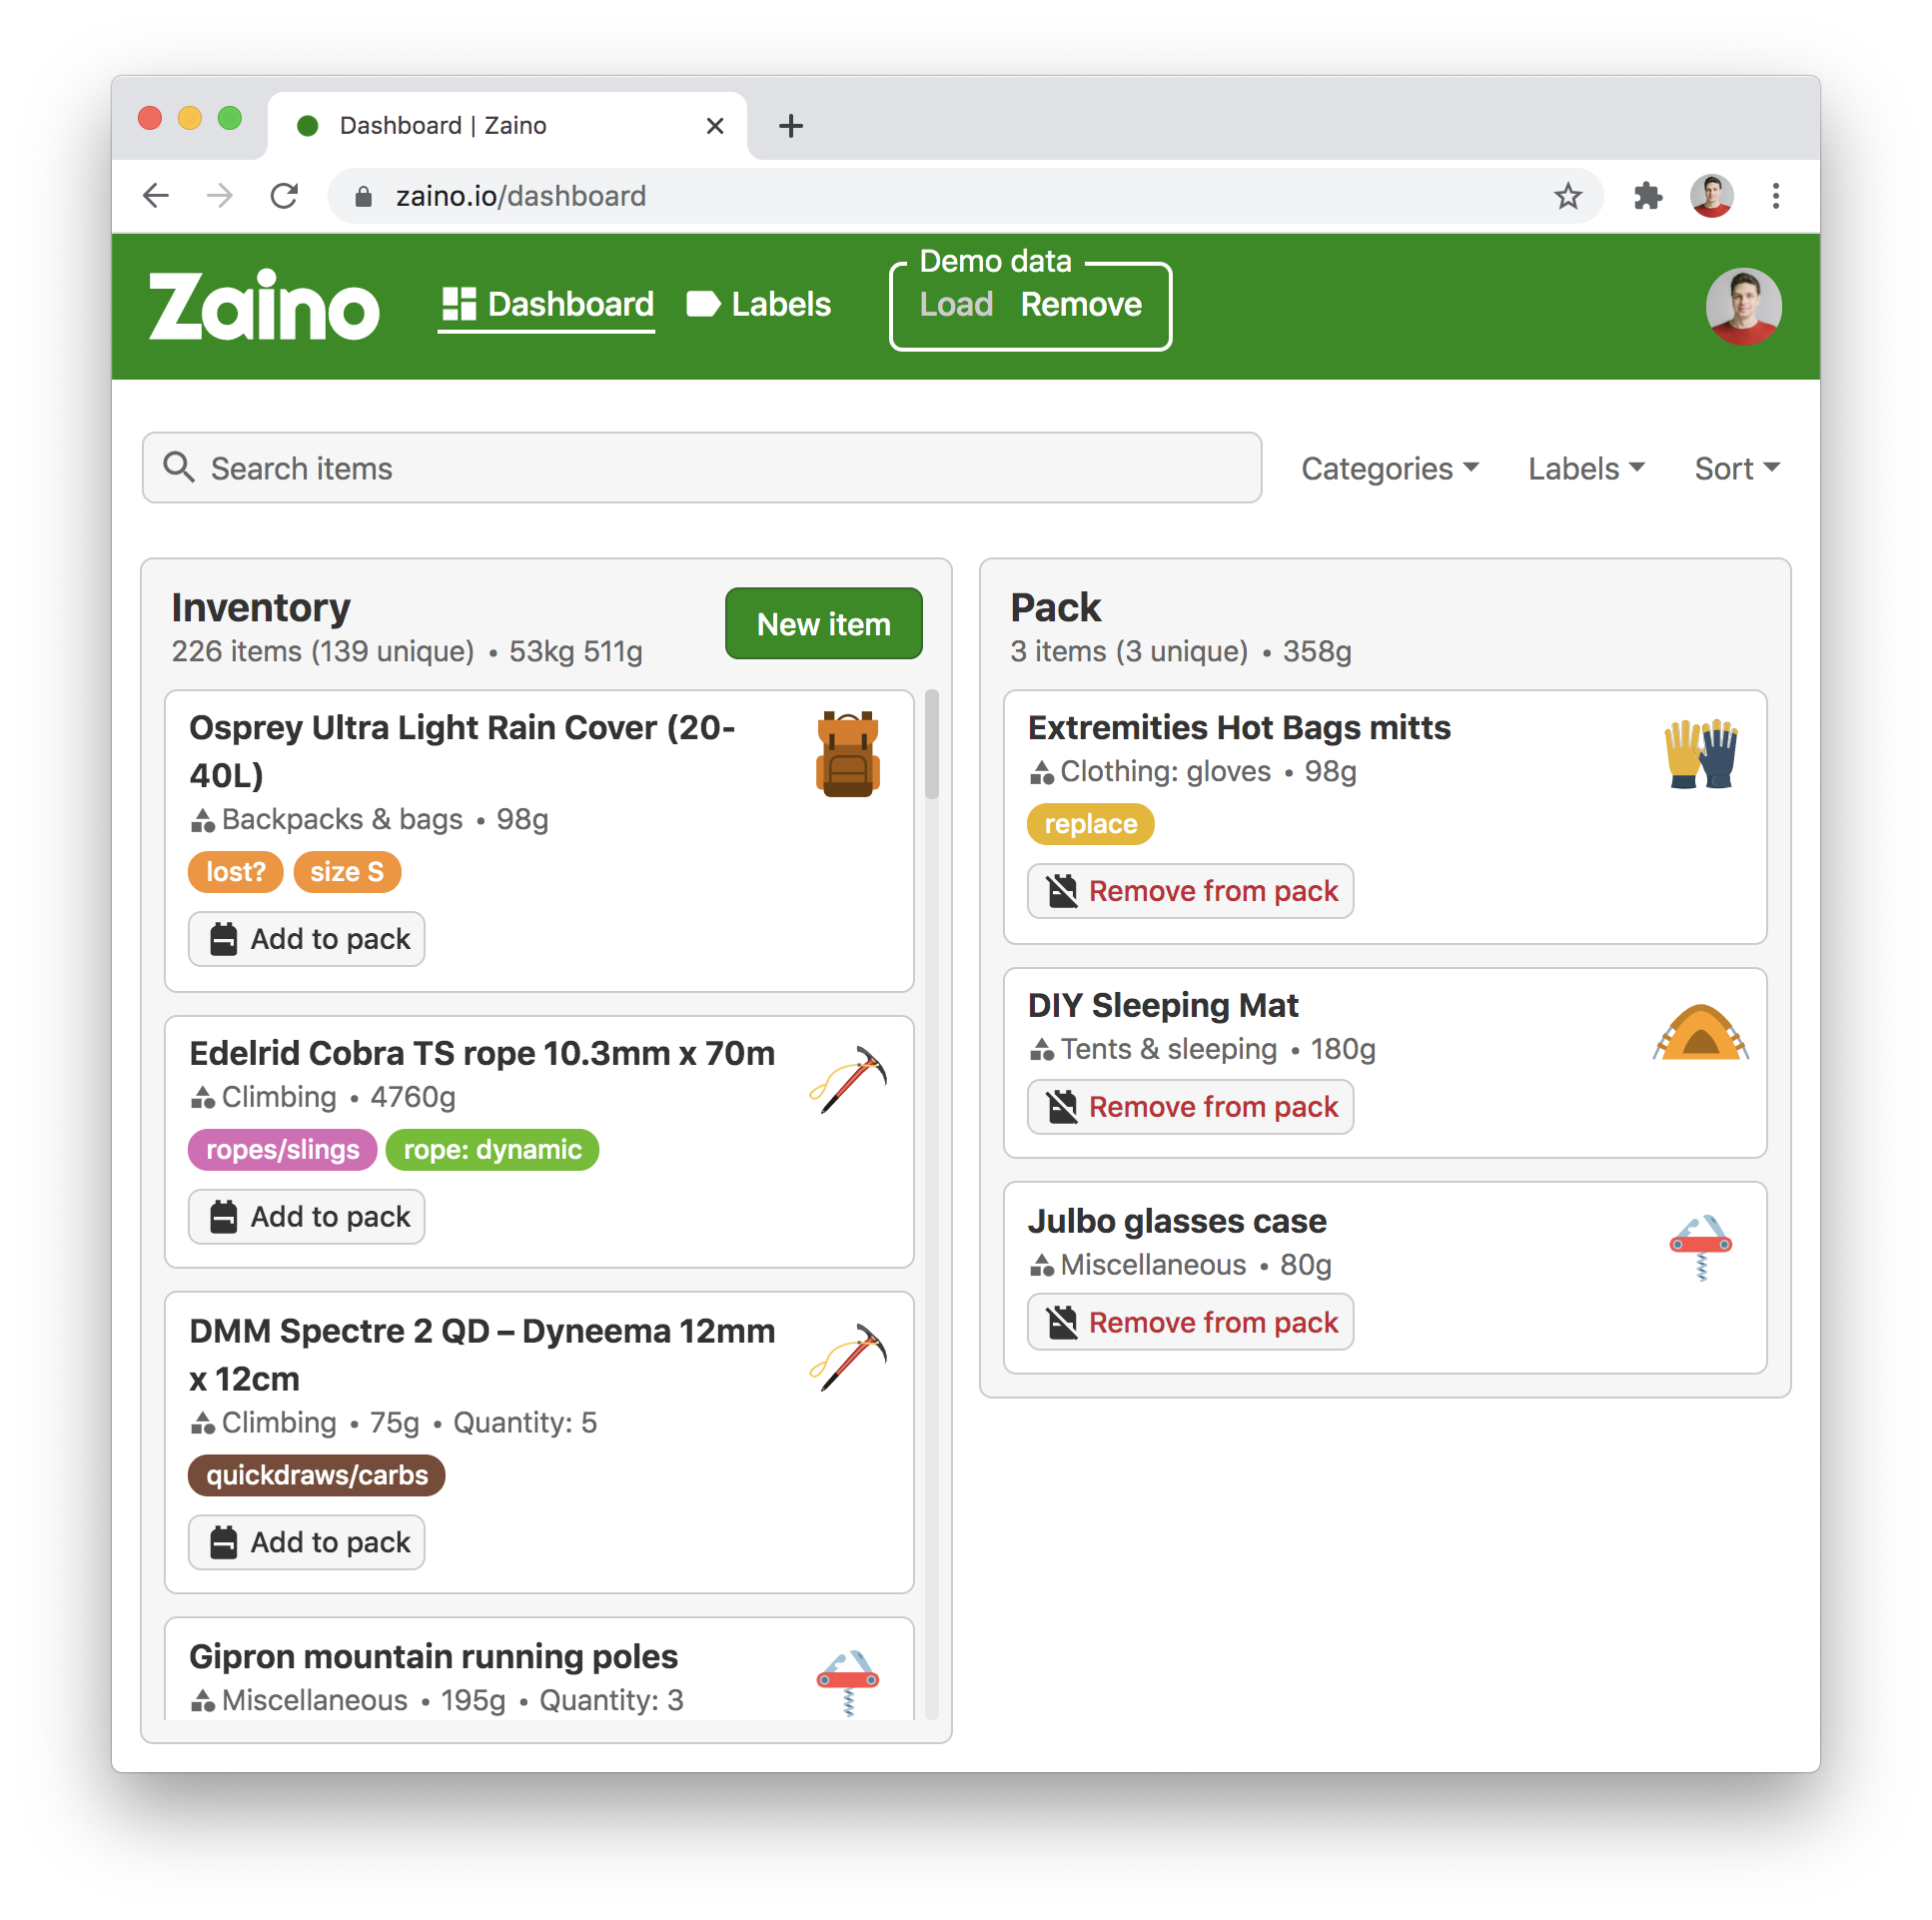 Dashboard | Zaino
zaino.io/dashboard
Zaino
Dashboard
Labels
Demo data
Load Remove
Search items
Categories
Labels
Sort
Inventory
226 items (139 unique) • 53kg 511g
New item
Osprey Ultra Light Rain Cover (20-
40L)
Backpacks & bags • 98g
lost? size S
Add to pack
Edelrid Cobra TS rope 10.3mm x 70m
Climbing • 4760g
ropes/slings rope: dynamic
Add to pack
DMM Spectre 2 QD – Dyneema 12mm
x 12cm
Climbing • 75g • Quantity: 5
quickdraws/carbs
Add to pack
Gipron mountain running poles
Miscellaneous • 195g • Quantity: 3
Pack
3 items (3 unique) • 358g
Extremities Hot Bags mitts
Clothing: gloves • 98g
replace
Remove from pack
DIY Sleeping Mat
Tents & sleeping • 180g
Remove from pack
Julbo glasses case
Miscellaneous • 80g
Remove from pack